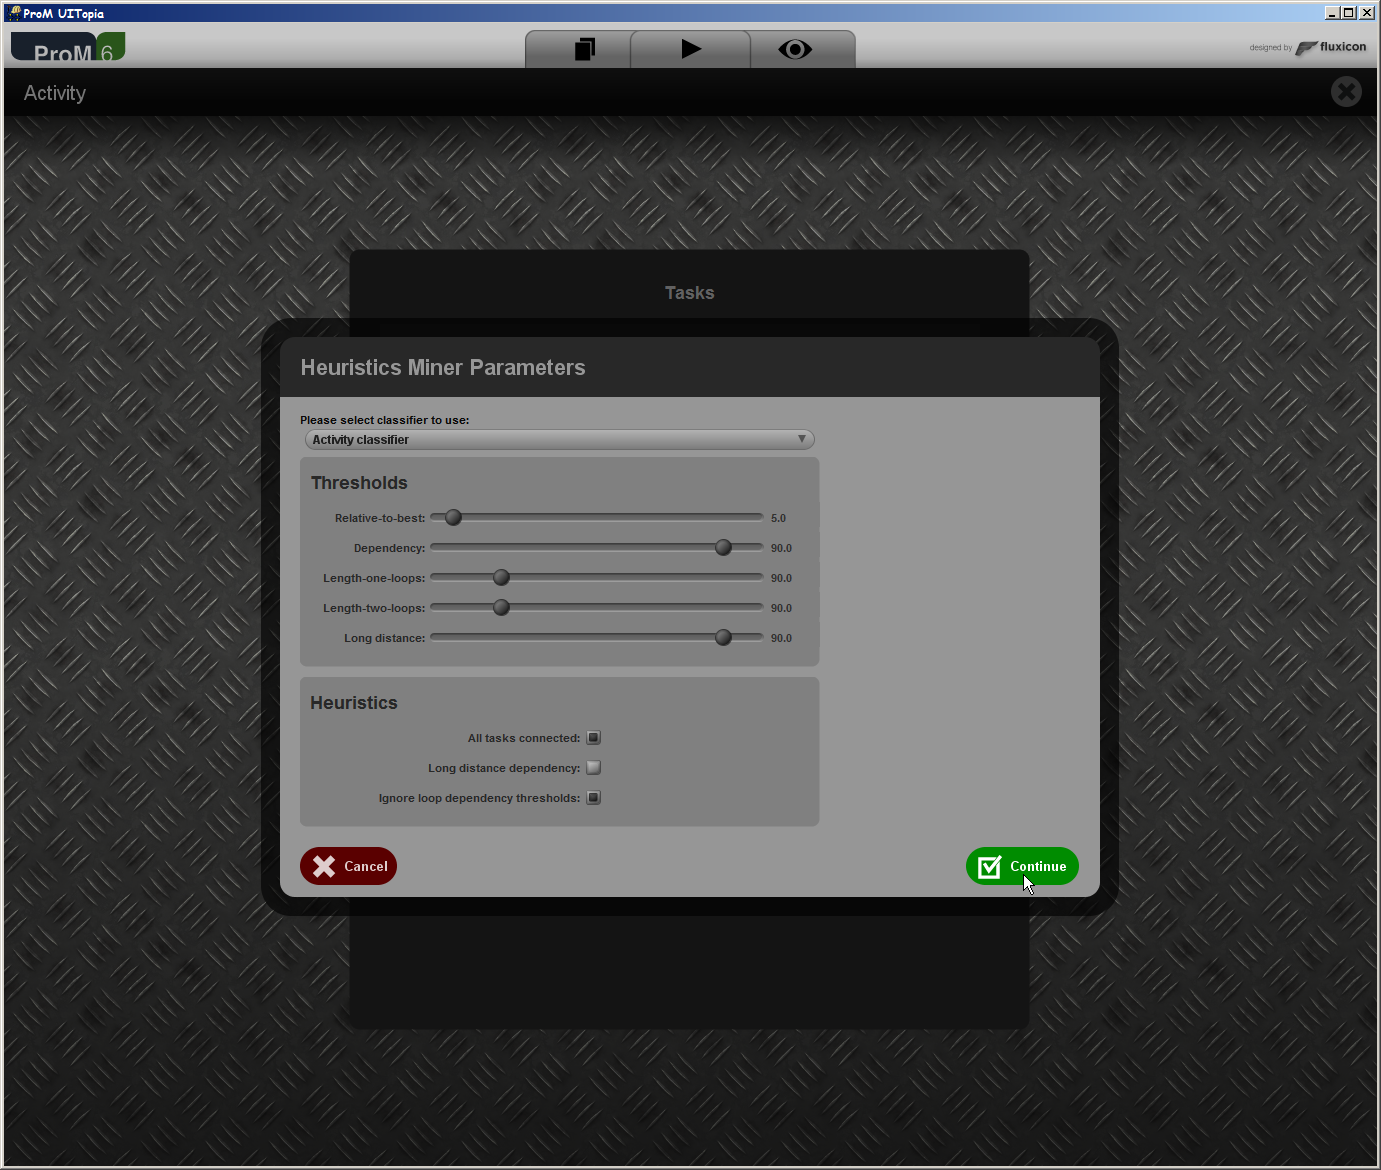 ProM UITopia
ProM 6
designed by fluxicon
Activity
Tasks
Heuristics Miner Parameters
Please select classifier to use:
Activity classifier
Thresholds
Relative-to-best: 5.0
Dependency: 90.0
Length-one-loops: 90.0
Length-two-loops: 90.0
Long distance: 90.0
Heuristics
All tasks connected:
Long distance dependency:
Ignore loop dependency thresholds:
Cancel
Continue